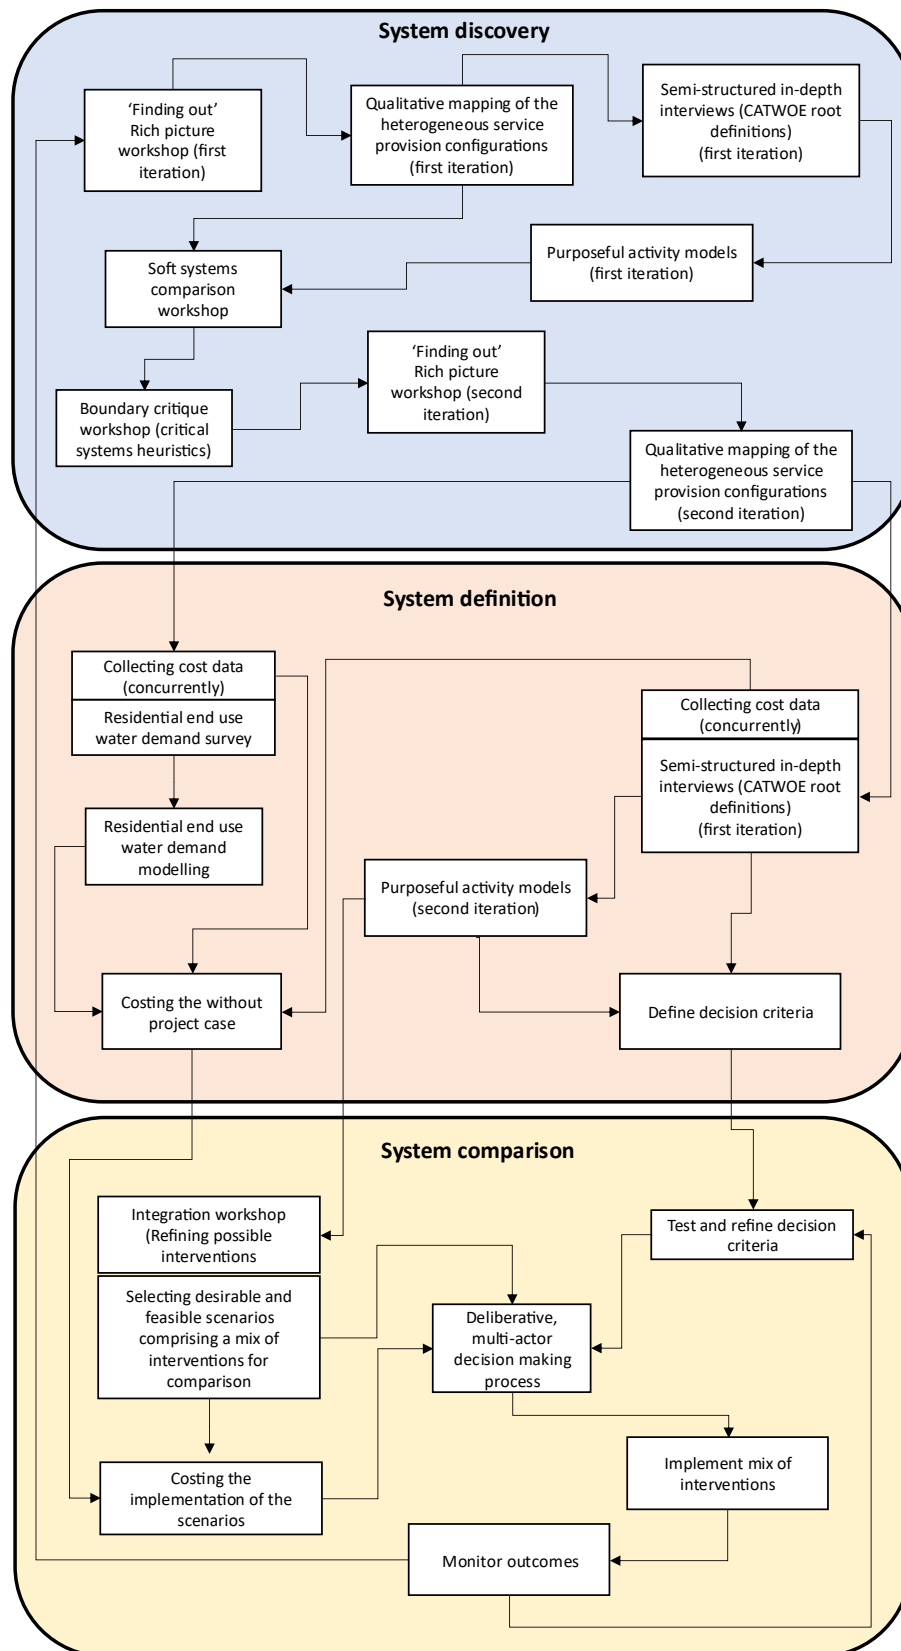 System discovery
‘Finding out’
Rich picture
workshop (first
iteration)
Qualitative mapping of the
heterogeneous service
provision configurations
(first iteration)
Semi-structured in-depth
interviews (CATWOE root
definitions)
(first iteration)
Purposeful activity models
(first iteration)
Soft systems
comparison
workshop
‘Finding out’
Rich picture
workshop (second
iteration)
Boundary critique
workshop (critical
systems heuristics)
Qualitative mapping of the
heterogeneous service
provision configurations
(second iteration)
System definition
Collecting cost data
(concurrently)
Residential end use
water demand survey
Collecting cost data
(concurrently)
Semi-structured in-depth
interviews (CATWOE root
definitions)
(first iteration)
Residential end use
water demand
modelling
Purposeful activity models
(second iteration)
Costing the without
project case
Define decision criteria
System comparison
Integration workshop
(Refining possible
interventions
Test and refine decision
criteria
Selecting desirable and
feasible scenarios
comprising a mix of
interventions for
comparison
Deliberative,
multi-actor
decision making
process
Implement mix of
interventions
Costing the
implementation of the
scenarios
Monitor outcomes